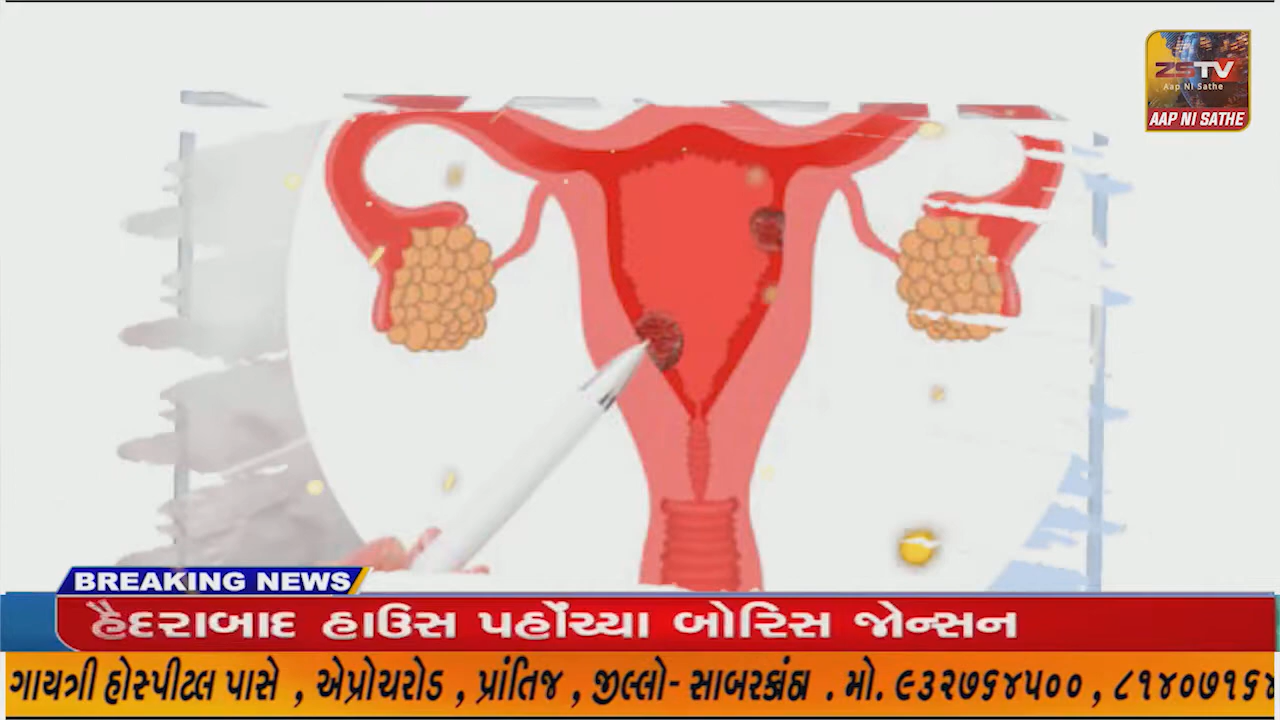 ZSTV
Aap Ni Sathe
AAP NI SATHE
BREAKING NEWS
હૈદરાબાદ હાઉસ પહોંચ્યા બોરિસ જોન્સન
ગાયત્રી હોસ્પીટલ પાસે , એપ્રોચરોડ , પ્રાંતિજ , જીલ્લો- સાબરકાંઠા . મો. ૯૩૨૭૬૪૫૦૦ , ૮૧૪૦૭૧૬૪